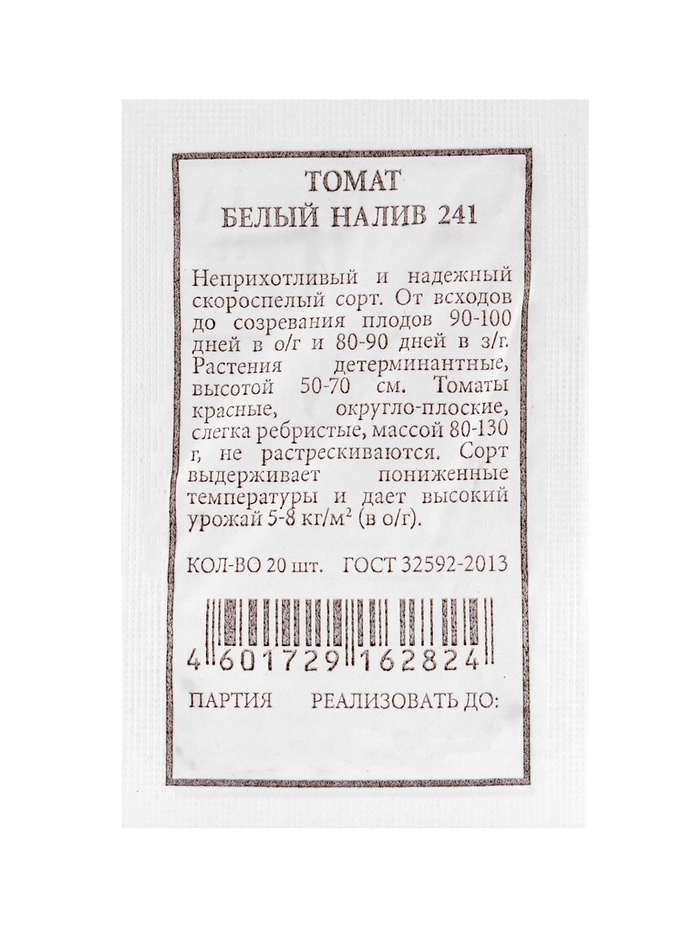 ТОМАТ
БЕЛЫЙ НАЛИВ 241
Неприхотливый и надежный
скороспелый сорт. От всходов
до созревания плодов 90-100
дней в о/г и 80-90 дней в з/г.
Растения детерминантные,
высотой 50-70 см. Томаты
красные, округло-плоские,
слегка ребристые, массой 80-130
г, не растрескиваются. Сорт
выдерживает пониженные
температуры и дает высокий
урожай 5-8 кг/м² (в о/г).
КОЛ-ВО 20 шт. ГОСТ 32592-2013
4 601729 162824
ПАРТИЯ РЕАЛИЗОВАТЬ ДО: